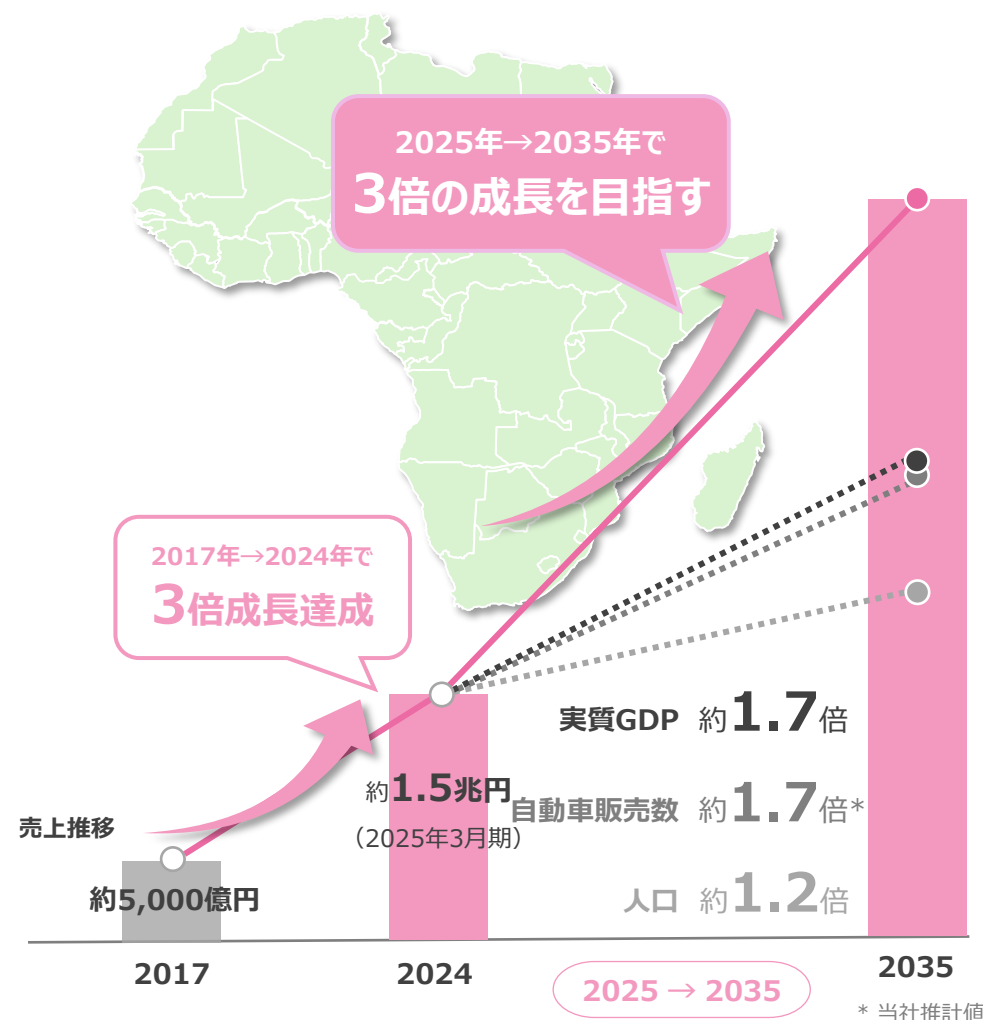 2025年→2035年で
3倍の成長を目指す
2017年→2024年で
3倍成長達成
実質GDP 約1.7倍
約1.5兆円
自動車販売数 約1.7倍*
（2025年3月期）
売上推移
約5,000億円
人口 約1.2倍
2017
2024
2025 → 2035
2035
* 当社推計値